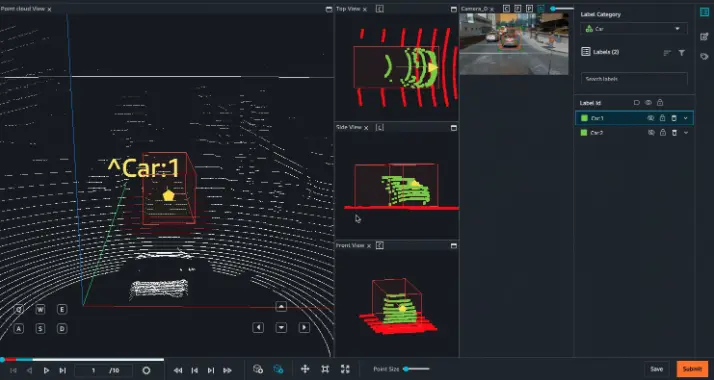 Point cloud View ×
Top View ×
Camera_0 ×
C F P
Label Category
Car
Labels (2)
Search labels
Label Id
Car:1
Car:2
^Car:1
Side View ×
Front View ×
Q W E
A S D
1 /10
Point Size
Save
Submit